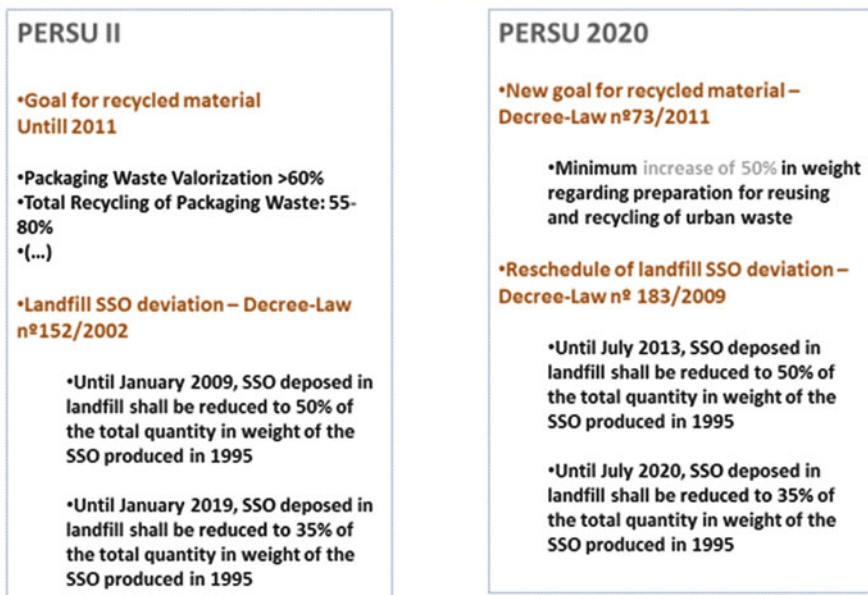 PERSU II
•Goal for recycled material
Untill 2011
•Packaging Waste Valorization >60%
•Total Recycling of Packaging Waste: 55-
80%
•(...)
•Landfill SSO deviation – Decree-Law
nº152/2002
•Until January 2009, SSO deposed in
landfill shall be reduced to 50% of
the total quantity in weight of the
SSO produced in 1995
•Until January 2019, SSO deposed in
landfill shall be reduced to 35% of
the total quantity in weight of the
SSO produced in 1995
PERSU 2020
•New goal for recycled material –
Decree-Law nº73/2011
•Minimum increase of 50% in weight
regarding preparation for reusing
and recycling of urban waste
•Reschedule of landfill SSO deviation –
Decree-Law nº 183/2009
•Until July 2013, SSO deposed in
landfill shall be reduced to 50% of
the total quantity in weight of the
SSO produced in 1995
•Until July 2020, SSO deposed in
landfill shall be reduced to 35% of
the total quantity in weight of the
SSO produced in 1995